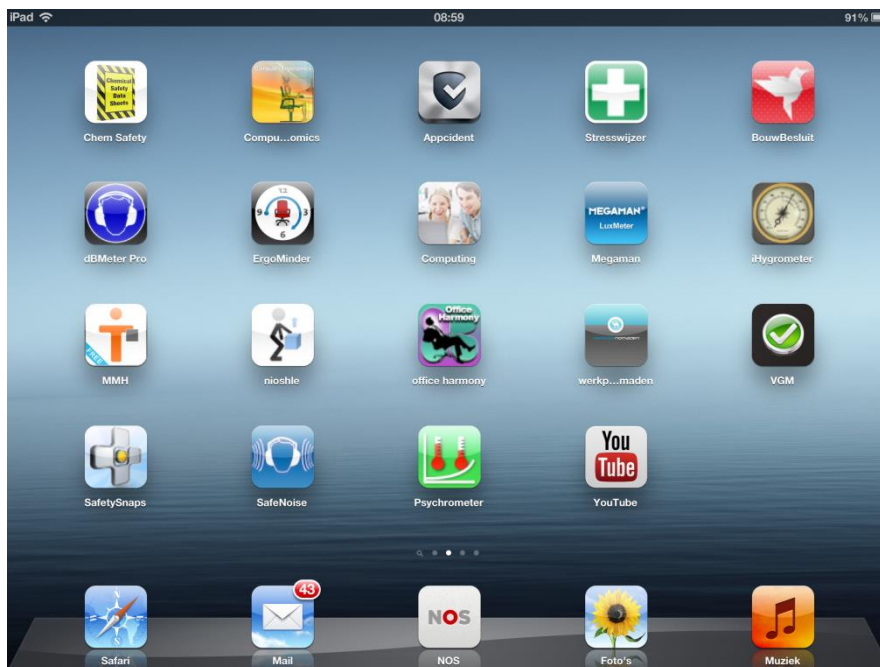 iPad 08:59 91%
Chemical
Safety
Data
Sheets
Chem Safety Compu...omics Appcident Stresswijzer BouwBesluit
12
9 3
6
MEGAMAN®
LuxMeter
dBMeter Pro ErgoMinder Computing Megaman iHygrometer
Office
Harmony
FREE
MMH nioshle office harmony werkp...maden VGM
You
Tube
SafetySnaps SafeNoise Psychrometer YouTube
43
NOS
Safari Mail NOS Foto's Muziek